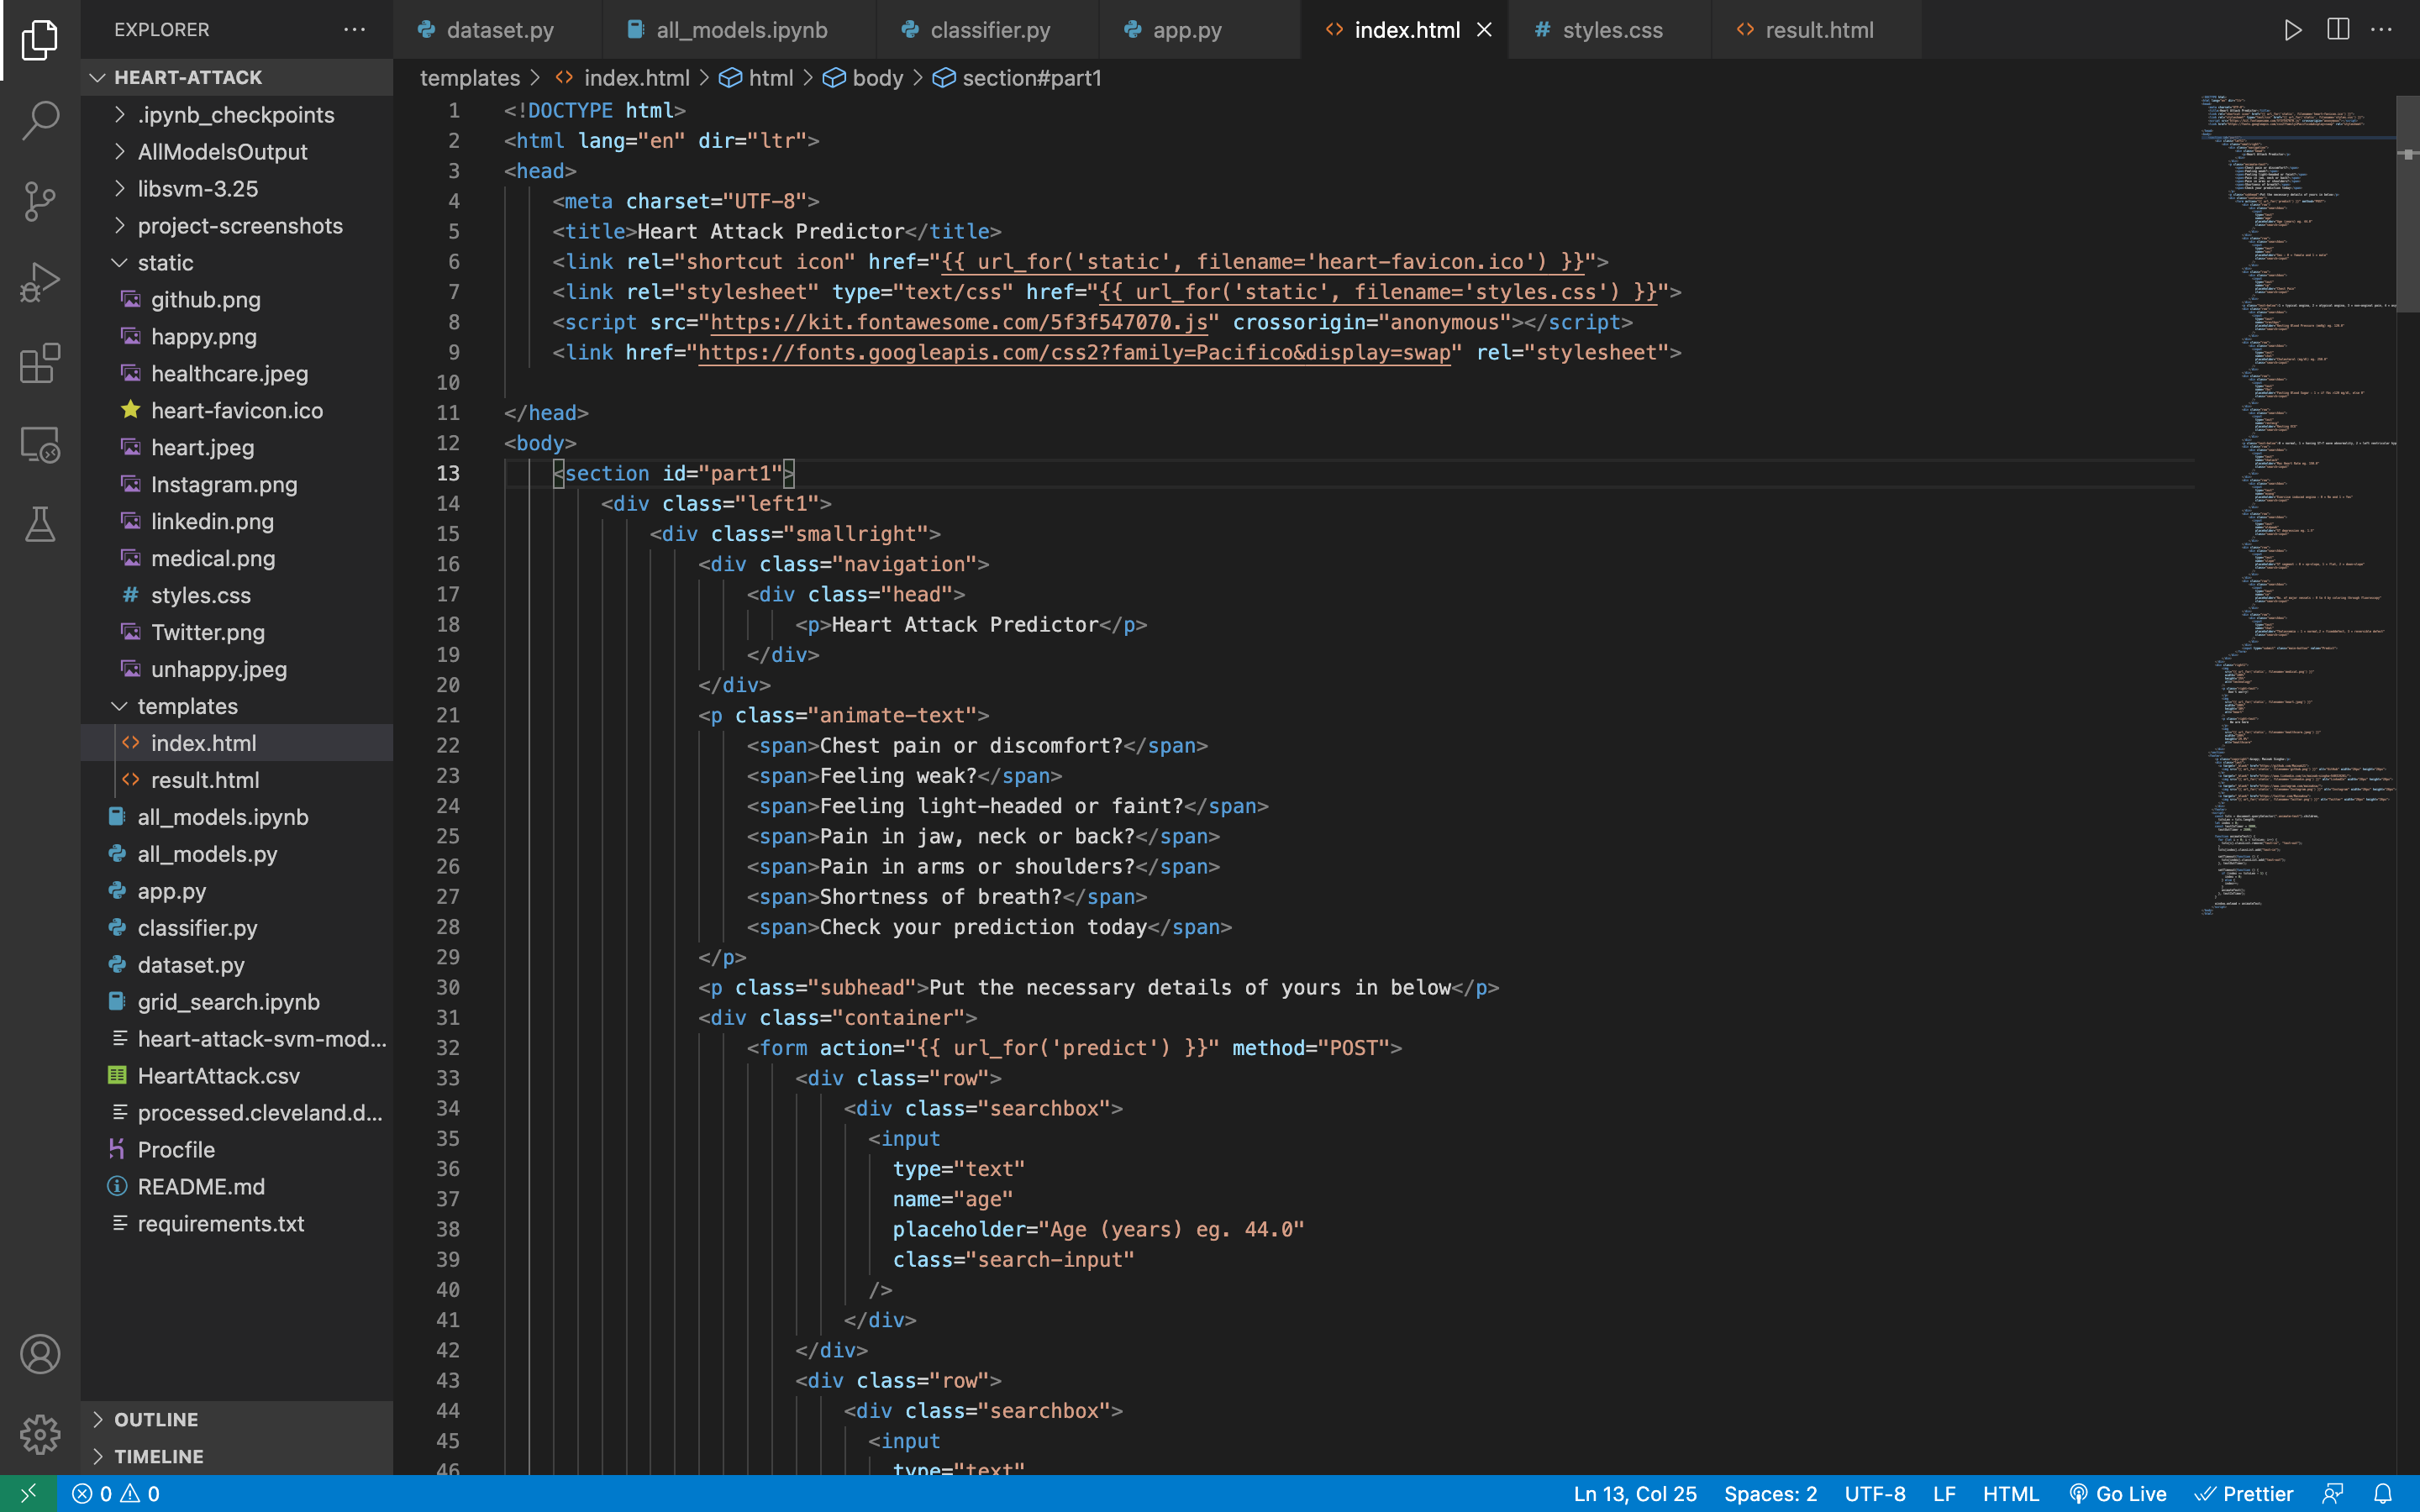 EXPLORER
HEART-ATTACK
.ipynb_checkpoints
AllModelsOutput
libsvm-3.25
project-screenshots
static
github.png
happy.png
healthcare.jpeg
heart-favicon.ico
heart.jpeg
Instagram.png
linkedin.png
medical.png
styles.css
Twitter.png
unhappy.jpeg
templates
index.html
result.html
all_models.ipynb
all_models.py
app.py
classifier.py
dataset.py
grid_search.ipynb
heart-attack-svm-mod...
HeartAttack.csv
processed.cleveland.d...
Procfile
README.md
requirements.txt
OUTLINE
TIMELINE
dataset.py all_models.ipynb classifier.py app.py index.html styles.css result.html
templates > index.html > html > body > section#part1
1 <!DOCTYPE html>
2 <html lang="en" dir="ltr">
3 <head>
4 <meta charset="UTF-8">
5 <title>Heart Attack Predictor</title>
6 <link rel="shortcut icon" href="{{ url_for('static', filename='heart-favicon.ico') }}">
7 <link rel="stylesheet" type="text/css" href="{{ url_for('static', filename='styles.css') }}">
8 <script src="https://kit.fontawesome.com/5f3f547070.js" crossorigin="anonymous"></script>
9 <link href="https://fonts.googleapis.com/css2?family=Pacifico&display=swap" rel="stylesheet">
10
11 </head>
12 <body>
13 <section id="part1">
14 <div class="left1">
15 <div class="smallright">
16 <div class="navigation">
17 <div class="head">
18 <p>Heart Attack Predictor</p>
19 </div>
20 </div>
21 <p class="animate-text">
22 <span>Chest pain or discomfort?</span>
23 <span>Feeling weak?</span>
24 <span>Feeling light-headed or faint?</span>
25 <span>Pain in jaw, neck or back?</span>
26 <span>Pain in arms or shoulders?</span>
27 <span>Shortness of breath?</span>
28 <span>Check your prediction today</span>
29 </p>
30 <p class="subhead">Put the necessary details of yours in below</p>
31 <div class="container">
32 <form action="{{ url_for('predict') }}" method="POST">
33 <div class="row">
34 <div class="searchbox">
35 <input
36 type="text"
37 name="age"
38 placeholder="Age (years) eg. 44.0"
39 class="search-input"
40 />
41 </div>
42 </div>
43 <div class="row">
44 <div class="searchbox">
45 <input
46 type="text"
0 0 Ln 13, Col 25 Spaces: 2 UTF-8 LF HTML Go Live Prettier